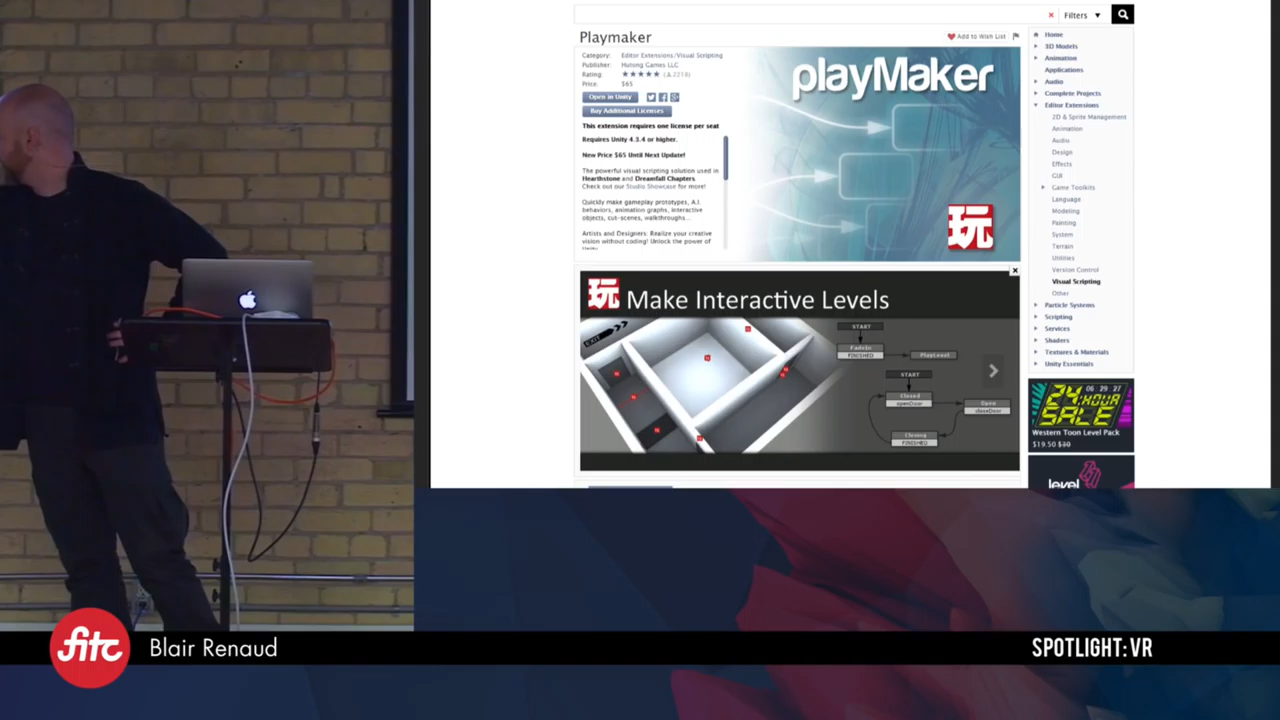 Filters ▼
Playmaker
Add to Wish List
Category: Editor Extensions/Visual Scripting
Publisher: Hutong Games LLC
Rating: ★★★★★ (2218)
Price: $65
Open in Unity
Buy Additional Licenses
This extension requires one license per seat
Requires Unity 4.3.4 or higher.
New Price $65 Until Next Update!
The powerful visual scripting solution used in
Hearthstone and Dreamfall Chapters.
Check out our Studio Showcase for more!
Quickly make gameplay prototypes, A.I.
behaviors, animation graphs, interactive
objects, cut-scenes, walkthroughs...
Artists and Designers: Realize your creative
vision without coding! Unlock the power of
Unity
playMaker
玩
玩 Make Interactive Levels
EXIT
START
FadeIn
FINISHED
PlayLevel
START
Closed
openDoor
Open
closeDoor
Closing
FINISHED
Home
3D Models
Animation
Applications
Audio
Complete Projects
Editor Extensions
2D & Sprite Management
Animation
Audio
Design
Effects
GUI
Game Toolkits
Language
Modeling
Painting
System
Terrain
Utilities
Version Control
Visual Scripting
Other
Particle Systems
Scripting
Services
Shaders
Textures & Materials
Unity Essentials
06 29 27
24 HOUR
SALE
Western Toon Level Pack
$19.50 $39
level
fitc
Blair Renaud
SPOTLIGHT: VR